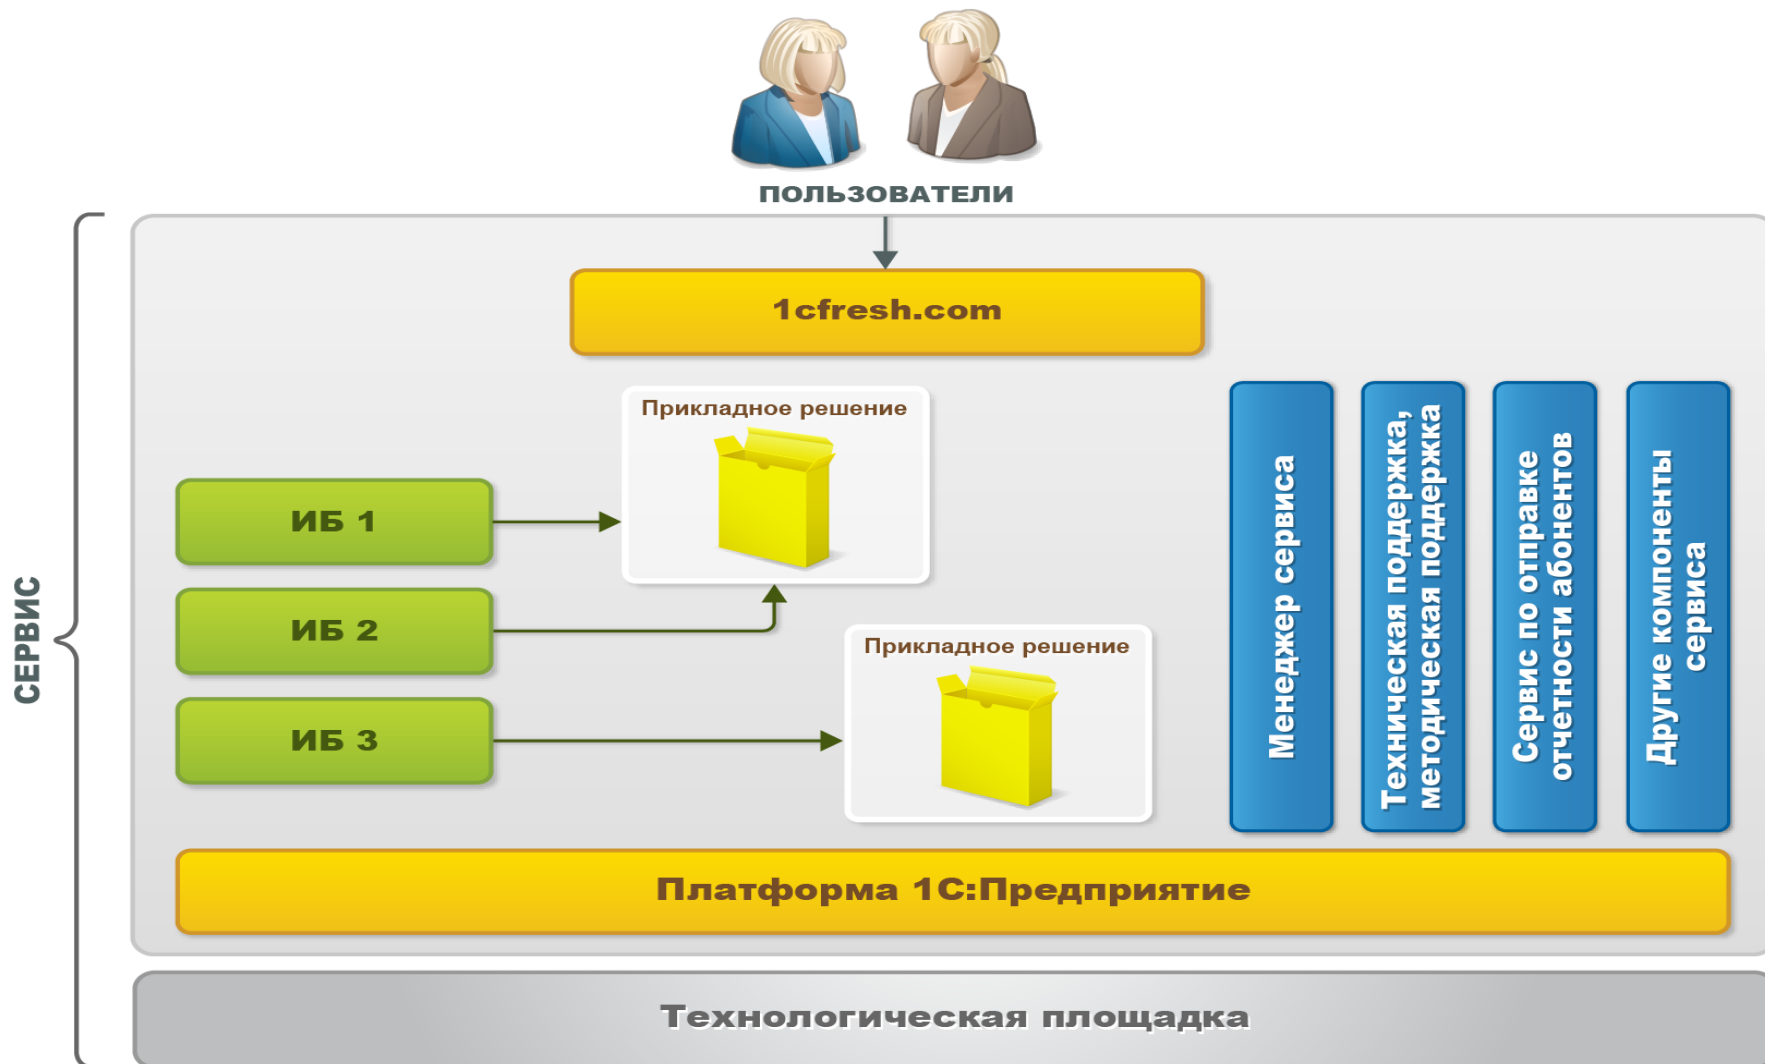 ПОЛЬЗОВАТЕЛИ
1cfresh.com
Прикладное решение
ИБ 1
ИБ 2
ИБ 3
Прикладное решение
Менеджер сервиса
Техническая поддержка,
методическая поддержка
Сервис по отправке
отчетности абонентов
Другие компоненты
сервиса
СЕРВИС
Платформа 1С:Предприятие
Технологическая площадка